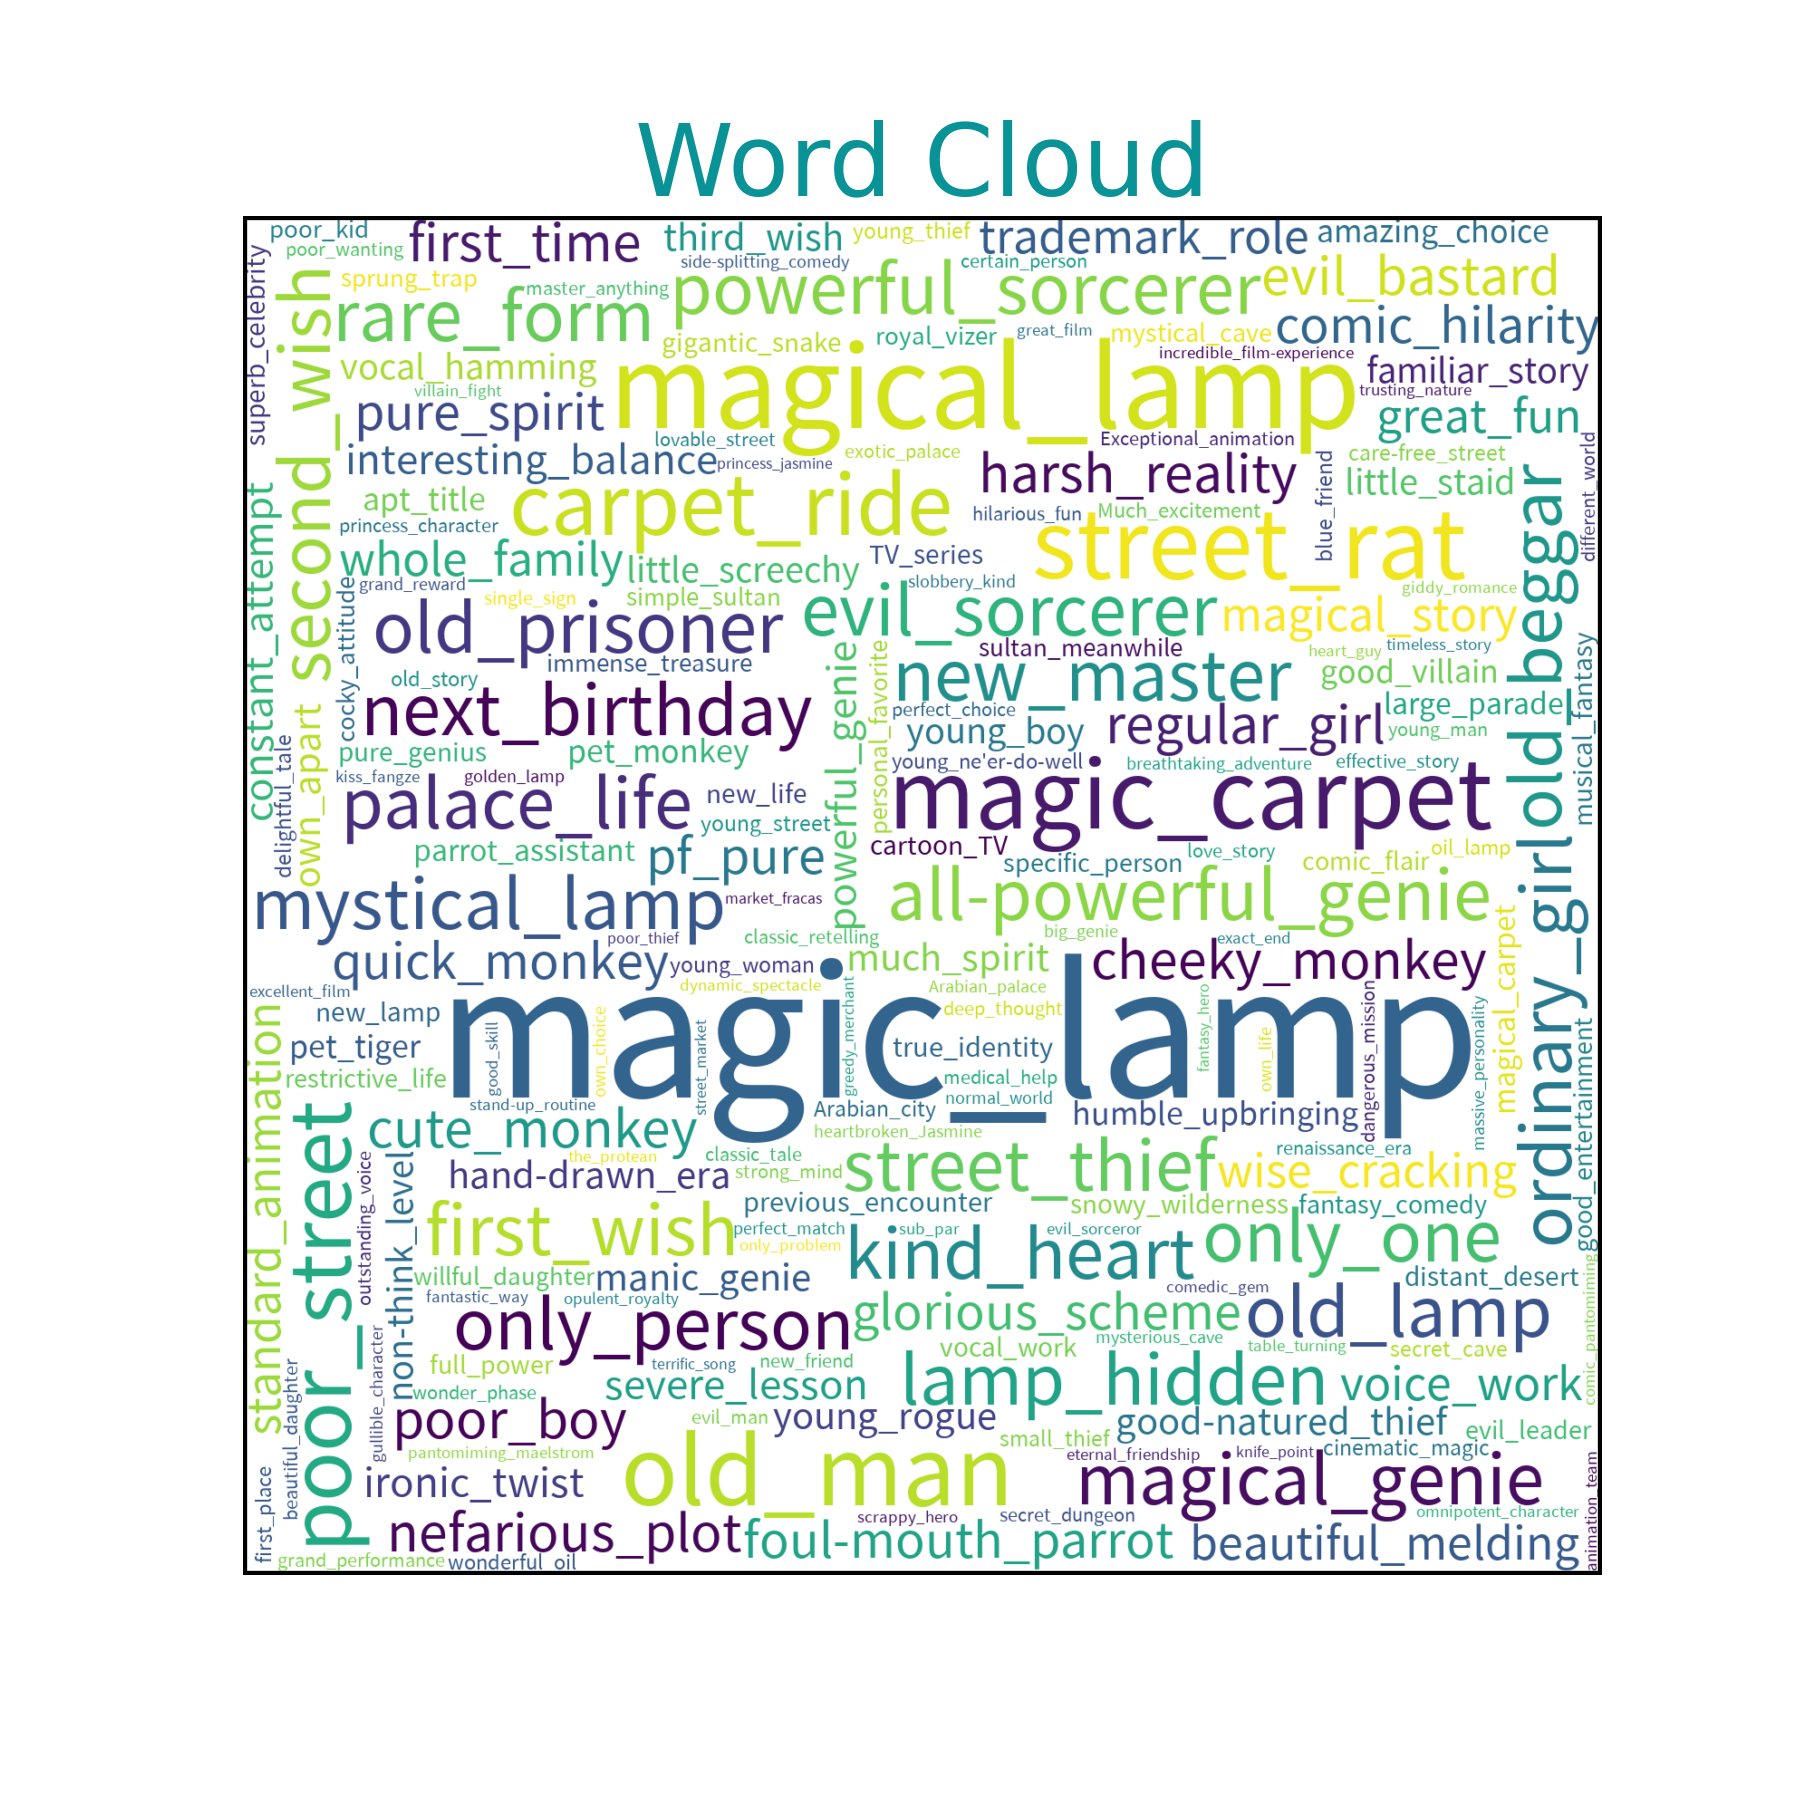 Word Cloud
poor_kid
first_time
third_wish
young_thief
trademark_role
amazing_choice
poor_wanting
side-splitting_comedy
certain_person
superb_celebrity
second_wish
sprung_trap
master_anything
powerful_sorcerer
evil_bastard
rare_form
comic_hilarity
gigantic_snake
royal_vizer
great_film
mystical_cave
vocal_hamming
magical_lamp
incredible_film-experience
familiar_story
villain_fight
trusting_nature
pure_spirit
great_fun
lovable_street
Exceptional_animation
interesting_balance
princess_jasmine
exotic_palace
harsh_reality
blue_friend
care-free_street
different_world
little_staid
apt_title
carpet_ride
hilarious_fun
Much_excitement
constant_attempt
princess_character
street_rat
old_beggar
whole_family
little_screechy
TV_series
grand_reward
slobbery_kind
single_sign
simple_sultan
evil_sorcerer
giddy_romance
magical_story
cocky_attitude
old_prisoner
immense_treasure
powerful_genie
personal_favorite
sultan_meanwhile
heart_guy
timeless_story
musical_fantasy
old_story
new_master
good_villain
next_birthday
perfect_choice
large_parade
own_apart
delightful_tale
young_boy
regular_girl
young_man
pure_genius
pet_monkey
young_ne'er-do-well
breathtaking_adventure
effective_story
kiss_fangze
golden_lamp
palace_life
new_life
magic_carpet
young_street
parrot_assistant
pf_pure
cartoon_TV
specific_person
love_story
comic_flair
oil_lamp
ordinary_girl
mystical_lamp
market_fracas
all-powerful_genie
poor_thief
classic_retelling
big_genie
exact_end
magical_carpet
quick_monkey
young_woman
much_spirit
cheeky_monkey
excellent_film
dynamic_spectacle
greedy_merchant
Arabian_palace
fantasy_hero
dangerous_mission
massive_personality
standard_animation
new_lamp
magic_lamp
good_skill
own_choice
street_market
deep_thought
own_life
good_entertainment
pet_tiger
true_identity
restrictive_life
medical_help
poor_street
stand-up_routine
normal_world
Arabian_city
humble_upbringing
cute_monkey
heartbroken_Jasmine
outstanding_voice
non-think_level
the_protean
classic_tale
street_thief
renaissance_era
hand-drawn_era
strong_mind
wise_cracking
previous_encounter
snowy_wilderness
fantasy_comedy
first_wish
perfect_match
sub_par
evil_sorceror
only_one
only_problem
kind_heart
comic_pantomiming
willful_daughter
manic_genie
comedic_gem
distant_desert
fantastic_way
opulent_royalty
only_person
glorious_scheme
old_lamp
gullible_character
mysterious_cave
vocal_work
table_turning
secret_cave
beautiful_daughter
full_power
terrific_song
new_friend
wonder_phase
severe_lesson
lamp_hidden
voice_work
poor_boy
evil_man
young_rogue
good-natured_thief
evil_leader
small_thief
pantomiming_maelstrom
old_man
eternal_friendship
knife_point
cinematic_magic
animation_team
first_place
ironic_twist
magical_genie
scrappy_hero
secret_dungeon
omnipotent_character
nefarious_plot
foul-mouth_parrot
beautiful_melding
grand_performance
wonderful_oil